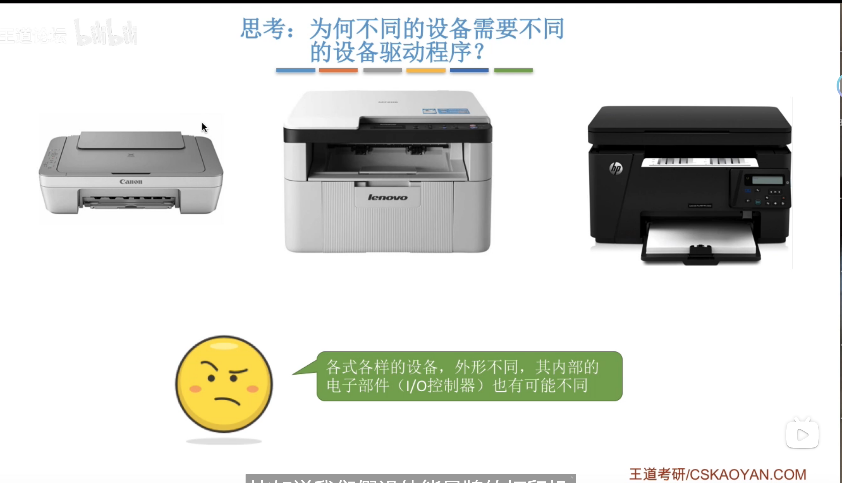 bilibili
思考：为何不同的设备需要不同
的设备驱动程序？
Canon
lenovo
hp
各式各样的设备，外形不同，其内部的
电子部件（I/O控制器）也有可能不同
王道考研/CSKAOYAN.COM